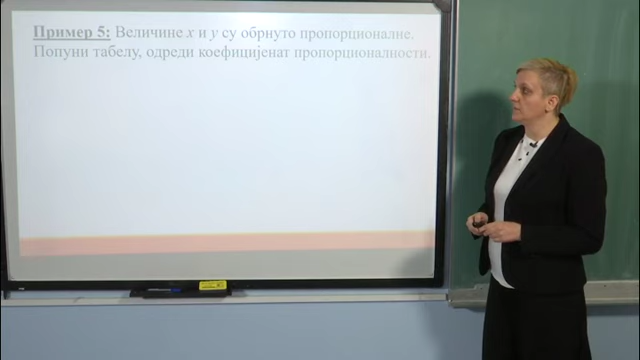 Пример 5: Величине x и y су обрнуто пропорционалне.
Попуни табелу, одреди коефицијенат пропорционалности.